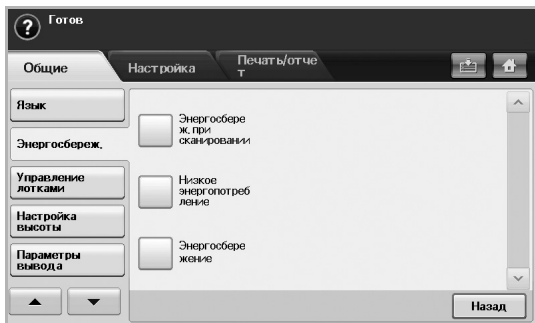 Готов
Общие
Настройка
Печать/отче
т
Язык
Энергосбереж.
Управление
лотками
Настройка
высоты
Параметры
вывода
Энергосбере
ж. при
сканировании
Низкое
энергопотреб
ление
Энергосбере
жение
Назад